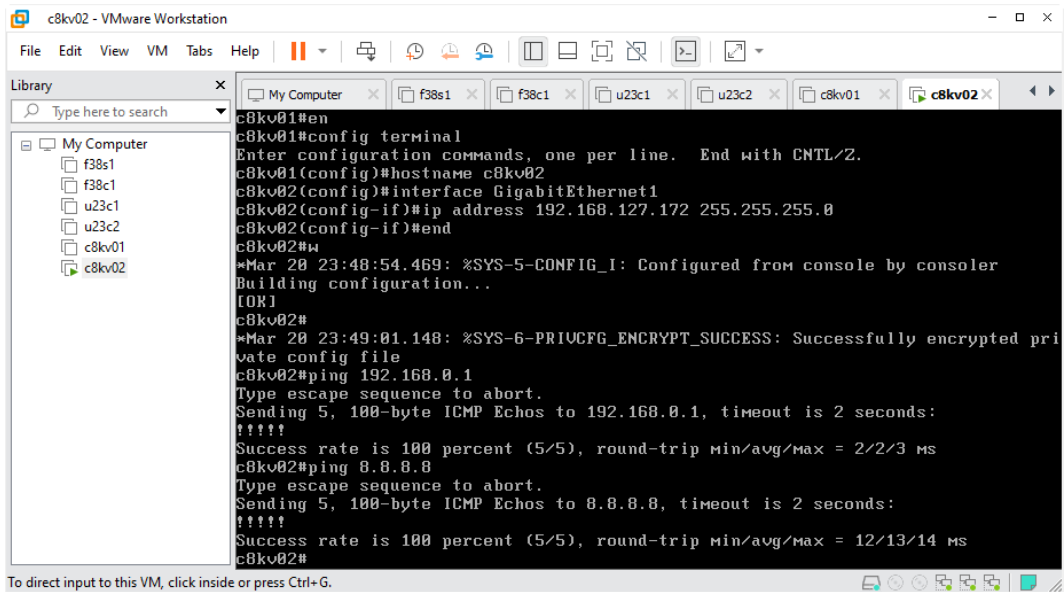 c8kv02 - VMware Workstation
File Edit View VM Tabs Help
Library
Type here to search
My Computer
f38s1
f38c1
u23c1
u23c2
c8kv01
c8kv02
My Computer f38s1 f38c1 u23c1 u23c2 c8kv01 c8kv02
c8kv01#en
c8kv01#config terminal
Enter configuration commands, one per line.  End with CNTL/Z.
c8kv01(config)#hostname c8kv02
c8kv02(config)#interface GigabitEthernet1
c8kv02(config-if)#ip address 192.168.127.172 255.255.255.0
c8kv02(config-if)#end
c8kv02#w
*Mar 20 23:48:54.469: %SYS-5-CONFIG_I: Configured from console by consoler
Building configuration...
[OK]
c8kv02#
*Mar 20 23:49:01.148: %SYS-6-PRIVCFG_ENCRYPT_SUCCESS: Successfully encrypted pri
vate config file
c8kv02#ping 192.168.0.1
Type escape sequence to abort.
Sending 5, 100-byte ICMP Echos to 192.168.0.1, timeout is 2 seconds:
!!!!!
Success rate is 100 percent (5/5), round-trip min/avg/max = 2/2/3 ms
c8kv02#ping 8.8.8.8
Type escape sequence to abort.
Sending 5, 100-byte ICMP Echos to 8.8.8.8, timeout is 2 seconds:
!!!!!
Success rate is 100 percent (5/5), round-trip min/avg/max = 12/13/14 ms
c8kv02#
To direct input to this VM, click inside or press Ctrl+G.